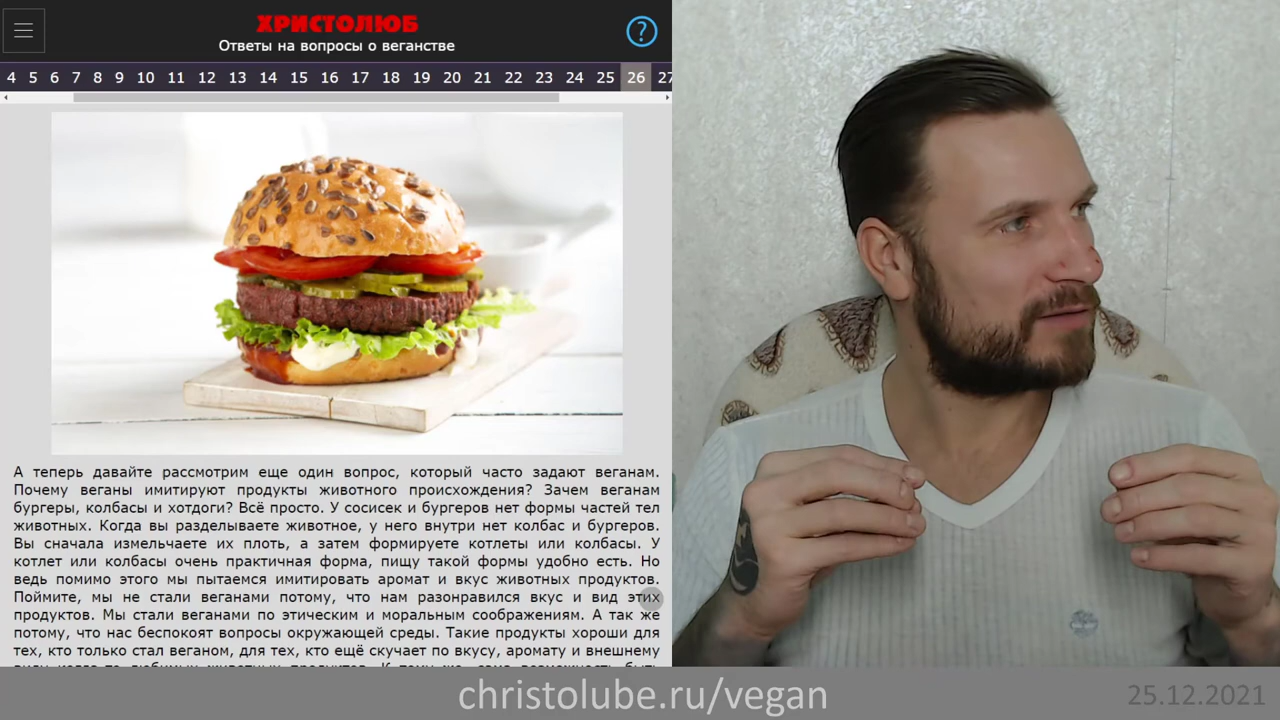 ХРИСТОЛЮБ
Ответы на вопросы о веганстве
?
4 5 6 7 8 9 10 11 12 13 14 15 16 17 18 19 20 21 22 23 24 25 26 27
А теперь давайте рассмотрим еще один вопрос, который часто задают веганам.
Почему веганы имитируют продукты животного происхождения? Зачем веганам
бургеры, колбасы и хотдоги? Всё просто. У сосисек и бургеров нет формы частей тел
животных. Когда вы разделываете животное, у него внутри нет колбас и бургеров.
Вы сначала измельчаете их плоть, а затем формируете котлеты или колбасы. У
котлет или колбасы очень практичная форма, пищу такой формы удобно есть. Но
ведь помимо этого мы пытаемся имитировать аромат и вкус животных продуктов.
Поймите, мы не стали веганами потому, что нам разонравился вкус и вид этих
продуктов. Мы стали веганами по этическим и моральным соображениям. А так же
потому, что нас беспокоят вопросы окружающей среды. Такие продукты хороши для
тех, кто только стал веганом, для тех, кто ещё скучает по вкусу, аромату и внешнему
christolube.ru/vegan
25.12.2021